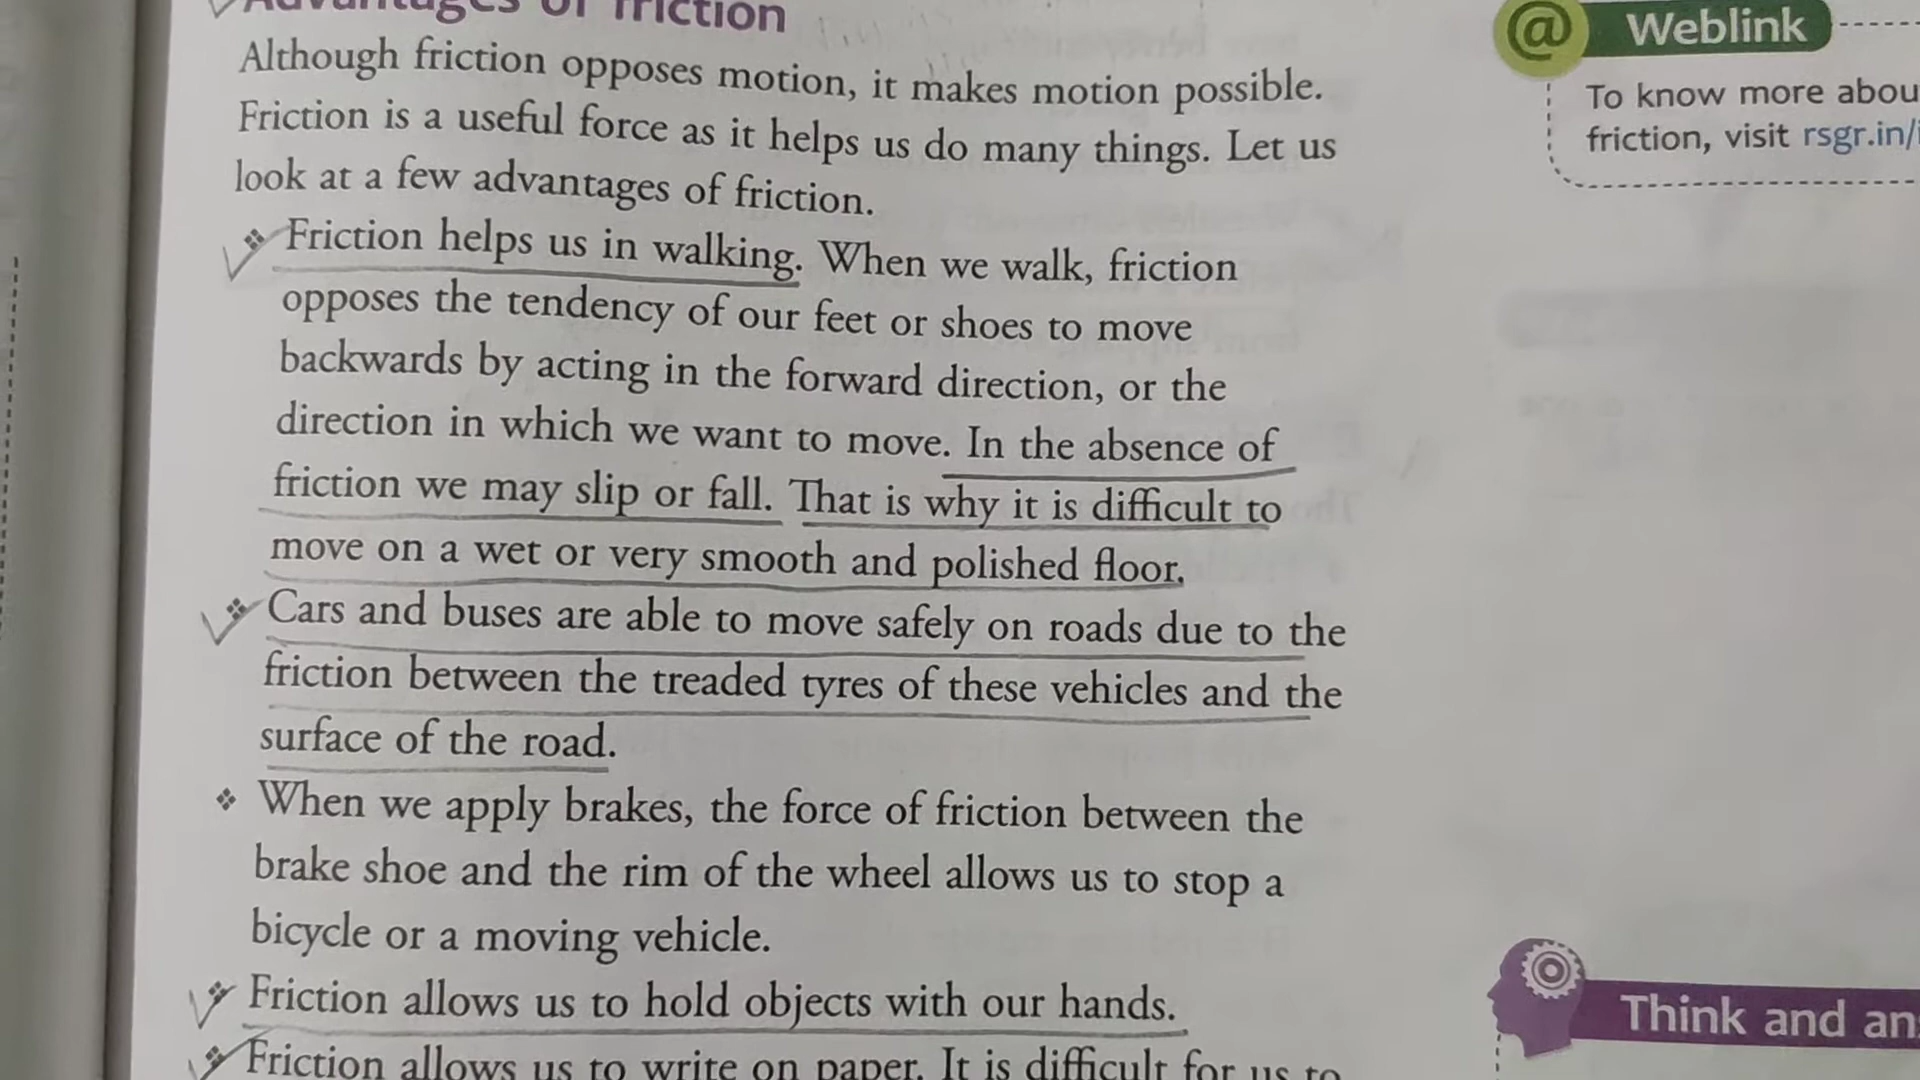 Advantages of friction
Although friction opposes motion, it makes motion possible.
Friction is a useful force as it helps us do many things. Let us
look at a few advantages of friction.
❖ Friction helps us in walking. When we walk, friction
opposes the tendency of our feet or shoes to move
backwards by acting in the forward direction, or the
direction in which we want to move. In the absence of
friction we may slip or fall. That is why it is difficult to
move on a wet or very smooth and polished floor.
❖ Cars and buses are able to move safely on roads due to the
friction between the treaded tyres of these vehicles and the
surface of the road.
❖ When we apply brakes, the force of friction between the
brake shoe and the rim of the wheel allows us to stop a
bicycle or a moving vehicle.
❖ Friction allows us to hold objects with our hands.
❖ Friction allows us to write on paper. It is difficult for us to
@ Weblink
To know more abou
friction, visit rsgr.in/
Think and an